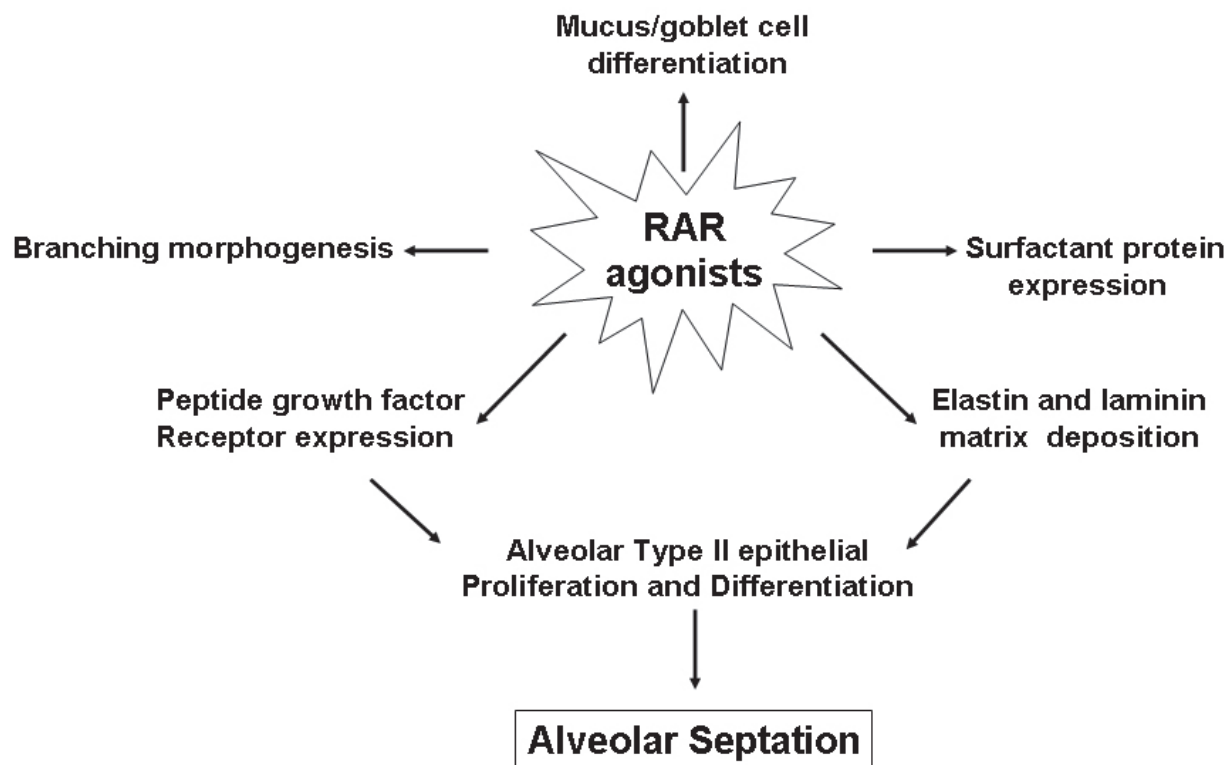 Mucus/goblet cell
differentiation
RAR
agonists
Branching morphogenesis
Surfactant protein
expression
Peptide growth factor
Receptor expression
Elastin and laminin
matrix deposition
Alveolar Type II epithelial
Proliferation and Differentiation
Alveolar Septation